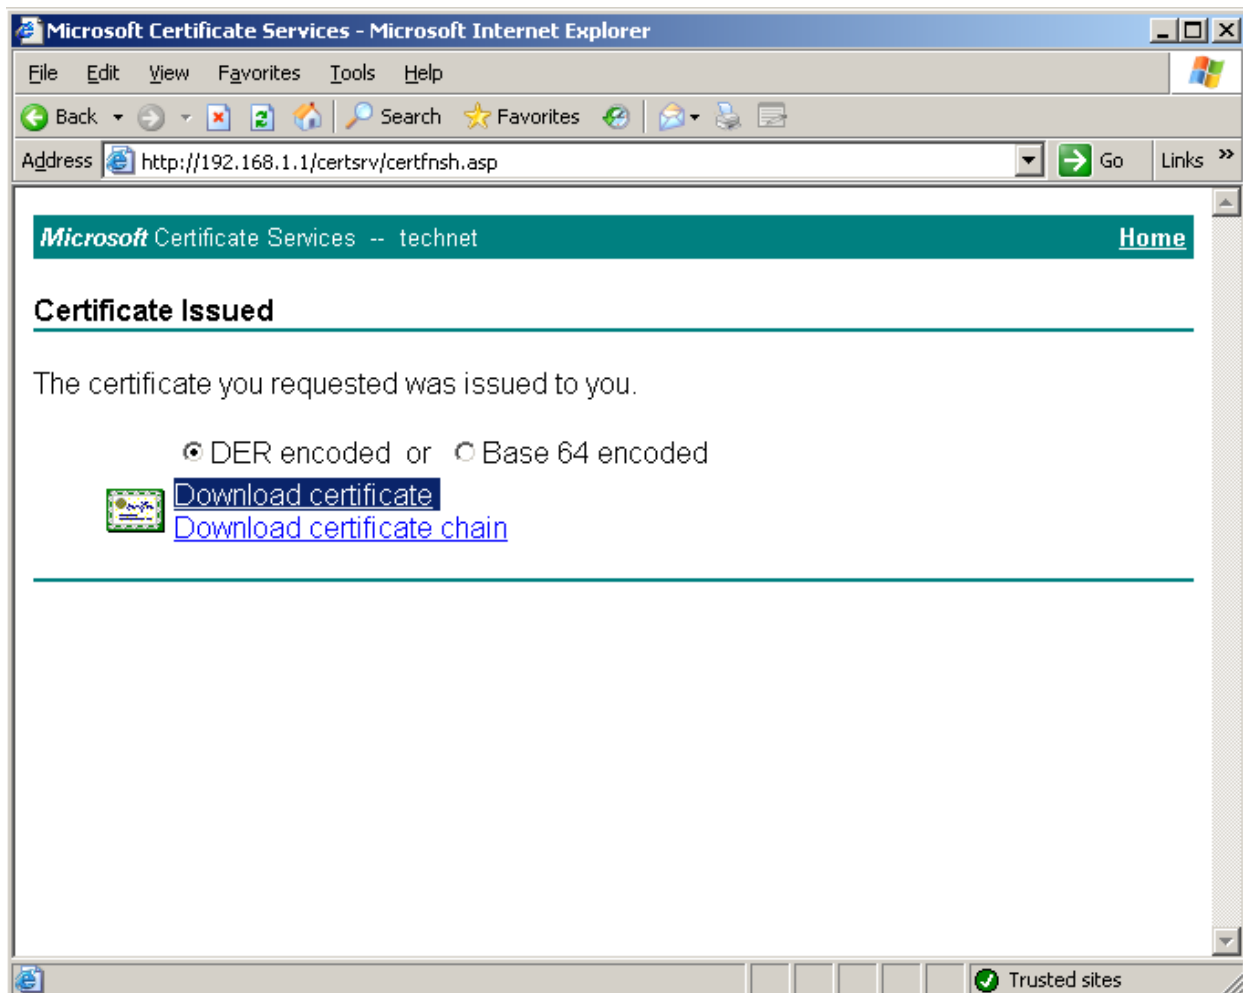 Microsoft Certificate Services - Microsoft Internet Explorer
File Edit View Favorites Tools Help
Back Search Favorites
Address http://192.168.1.1/certsrv/certfnsh.asp Go Links »
Microsoft Certificate Services -- technet Home
Certificate Issued
The certificate you requested was issued to you.
DER encoded or Base 64 encoded
Download certificate
Download certificate chain
Trusted sites